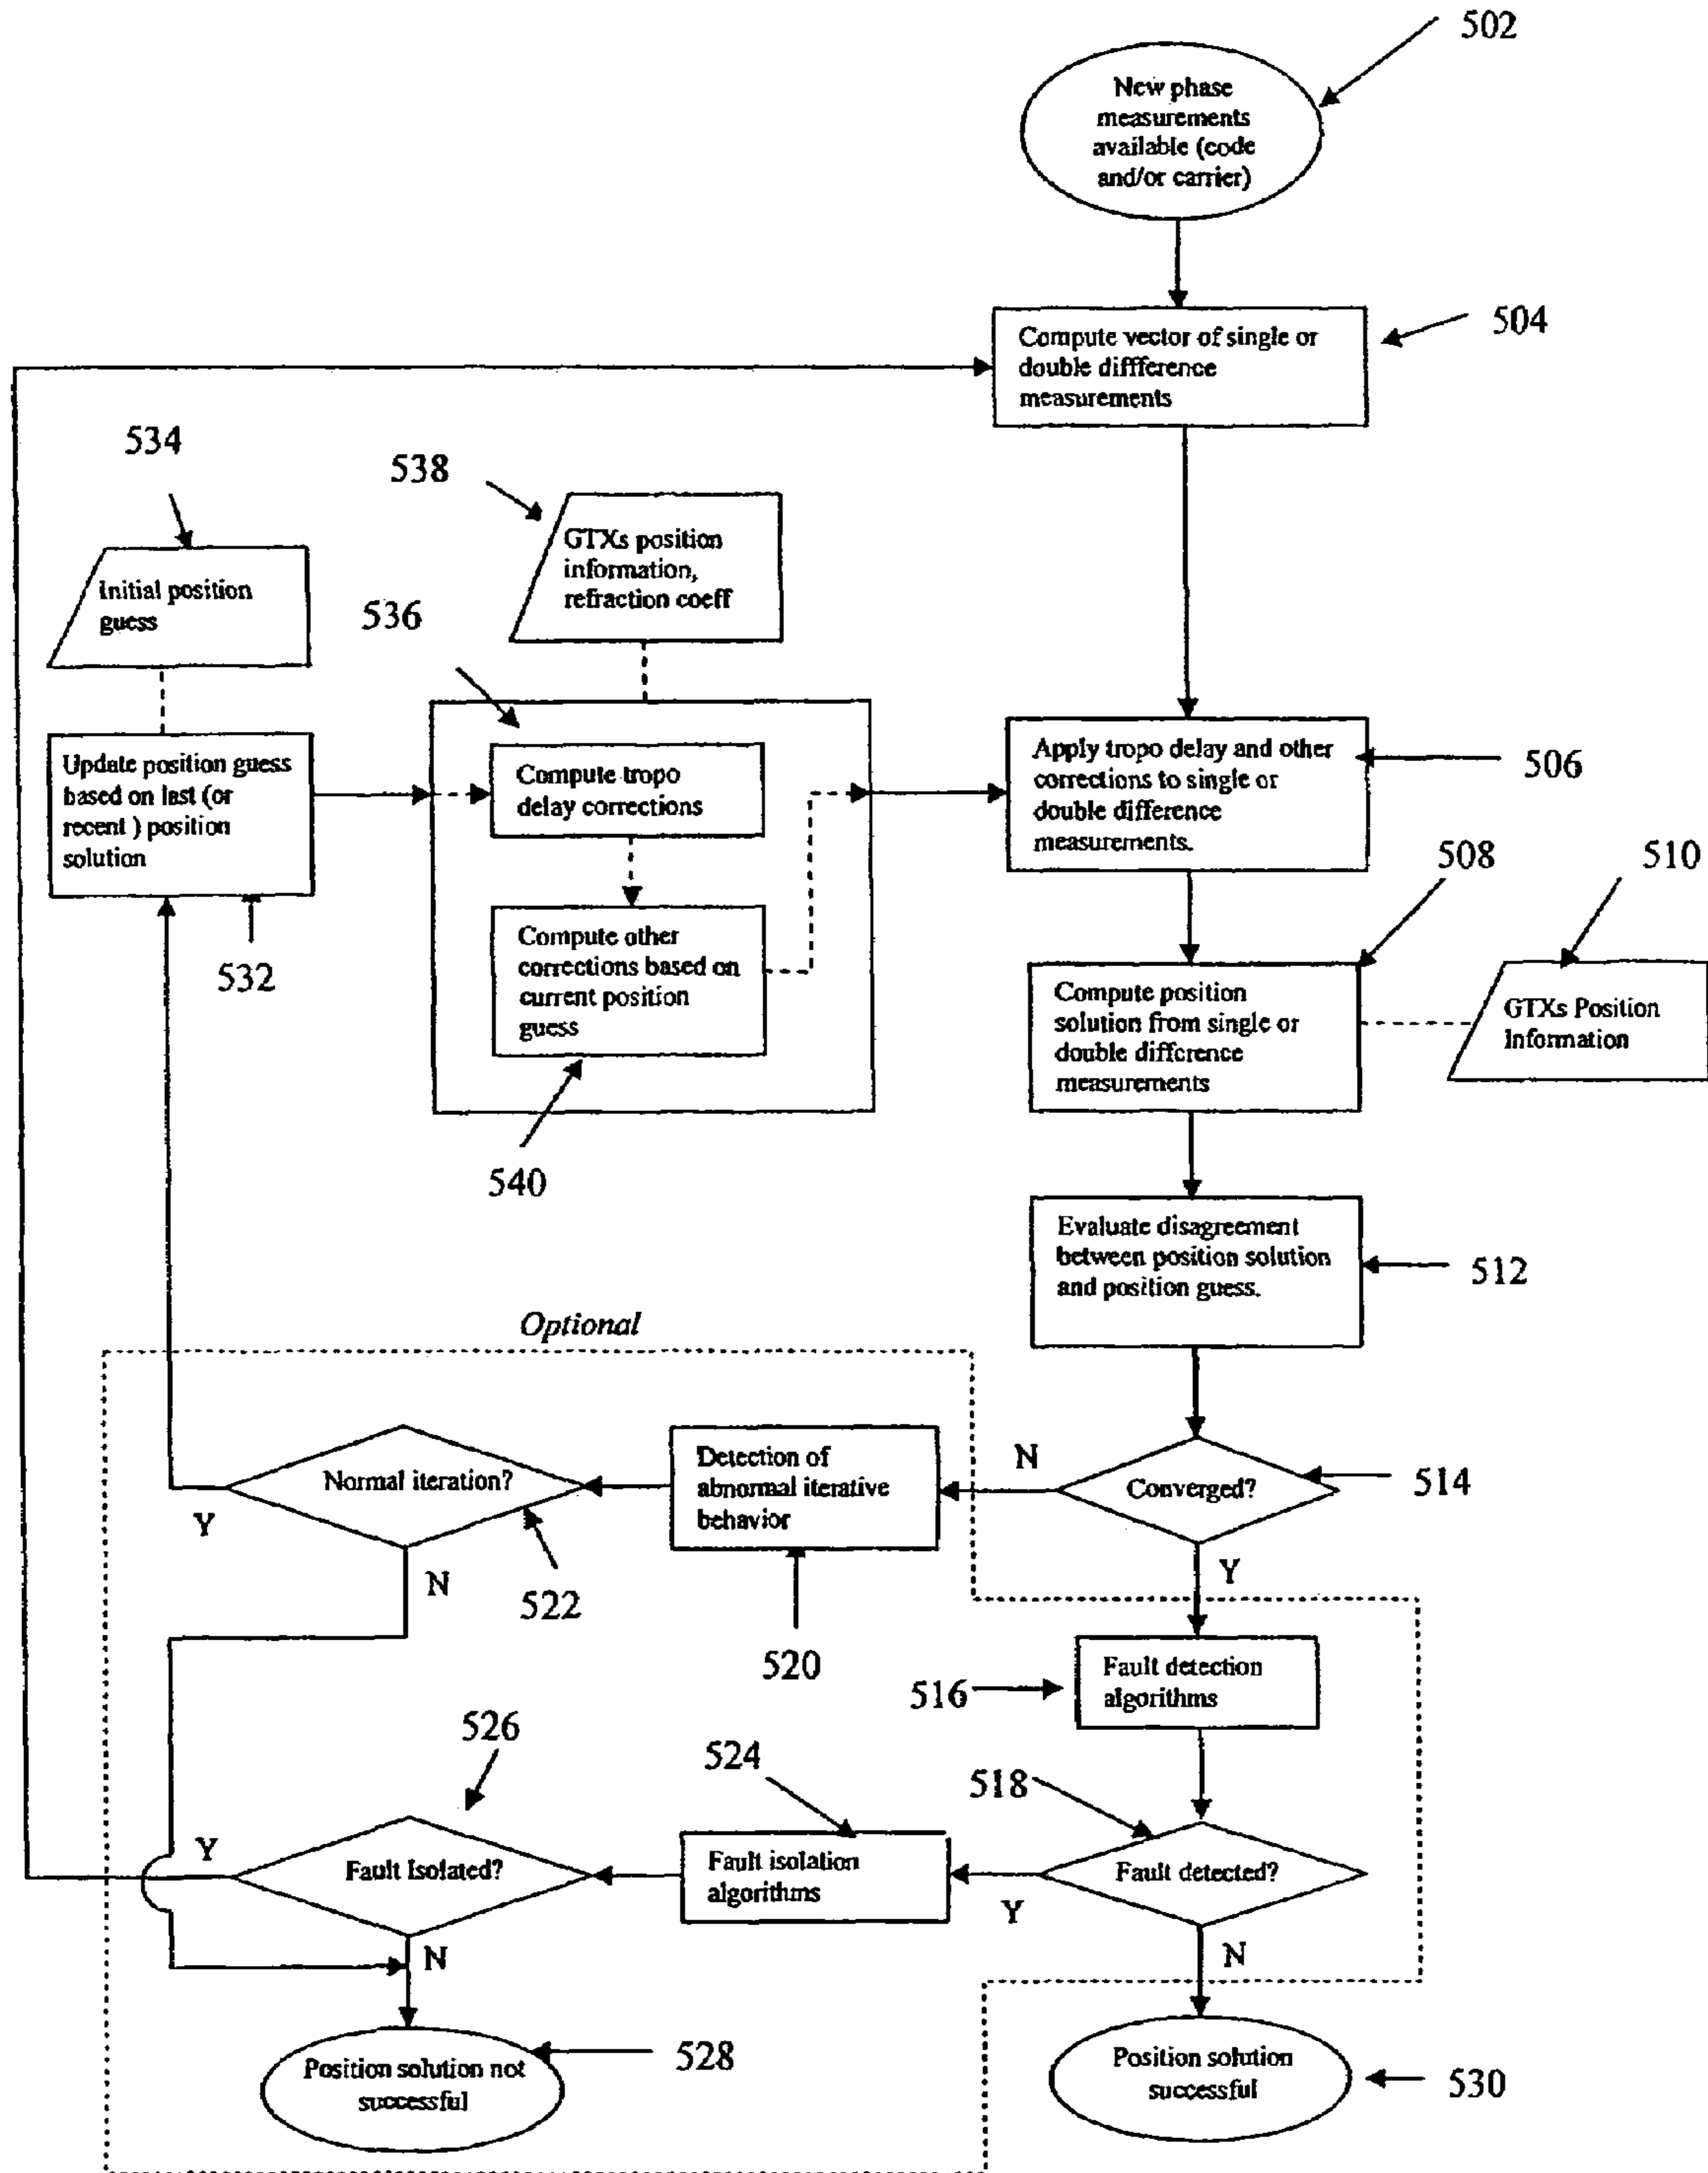 502
New phase
measurements
available (code
and/or carrier)
504
Compute vector of single or
double diffference
measurements
534
538
Initial position
guess
GTXs position
information,
refraction coeff
536
Update position guess
based on last (or
recent ) position
solution
532
Compute tropo
delay corrections
Compute other
corrections based on
current position
guess
540
Apply tropo delay and other
corrections to single or
double difference
measurements.
506
508
510
Compute position
solution from single or
double difference
measurements
GTXs Position
Information
Evaluate disagreement
between position solution
and position guess.
512
Optional
Normal iteration?
Y
N
522
Detection of
abnormal iterative
behavior
520
N
Converged?
514
Y
516
Fault detection
algorithms
526
524
518
Y
Fault Isolated?
Fault isolation
algorithms
Y
Fault detected?
N
N
Position solution not
successful
528
Position solution
successful
530